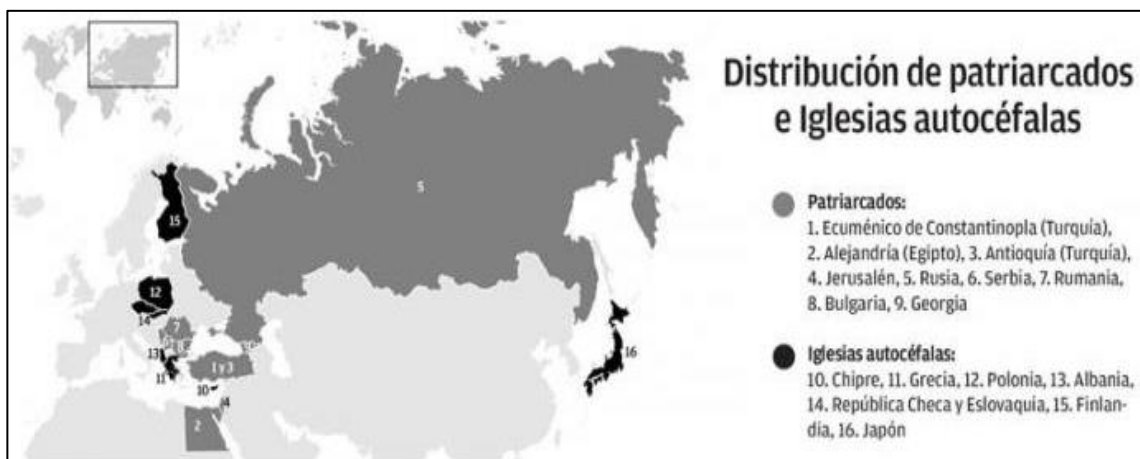 Distribución de patriarcados
e Iglesias autocéfalas
Patriarcados:
1. Ecuménico de Constantinopla (Turquía),
2. Alejandría (Egipto), 3. Antioquía (Turquía),
4. Jerusalén, 5. Rusia, 6. Serbia, 7. Rumania,
8. Bulgaria, 9. Georgia
Iglesias autocéfalas:
10. Chipre, 11. Grecia, 12. Polonia, 13. Albania,
14. República Checa y Eslovaquia, 15. Finlan-
dia, 16. Japón
5
15
12
14
7
13
11
1 y 3
10
4
2
16